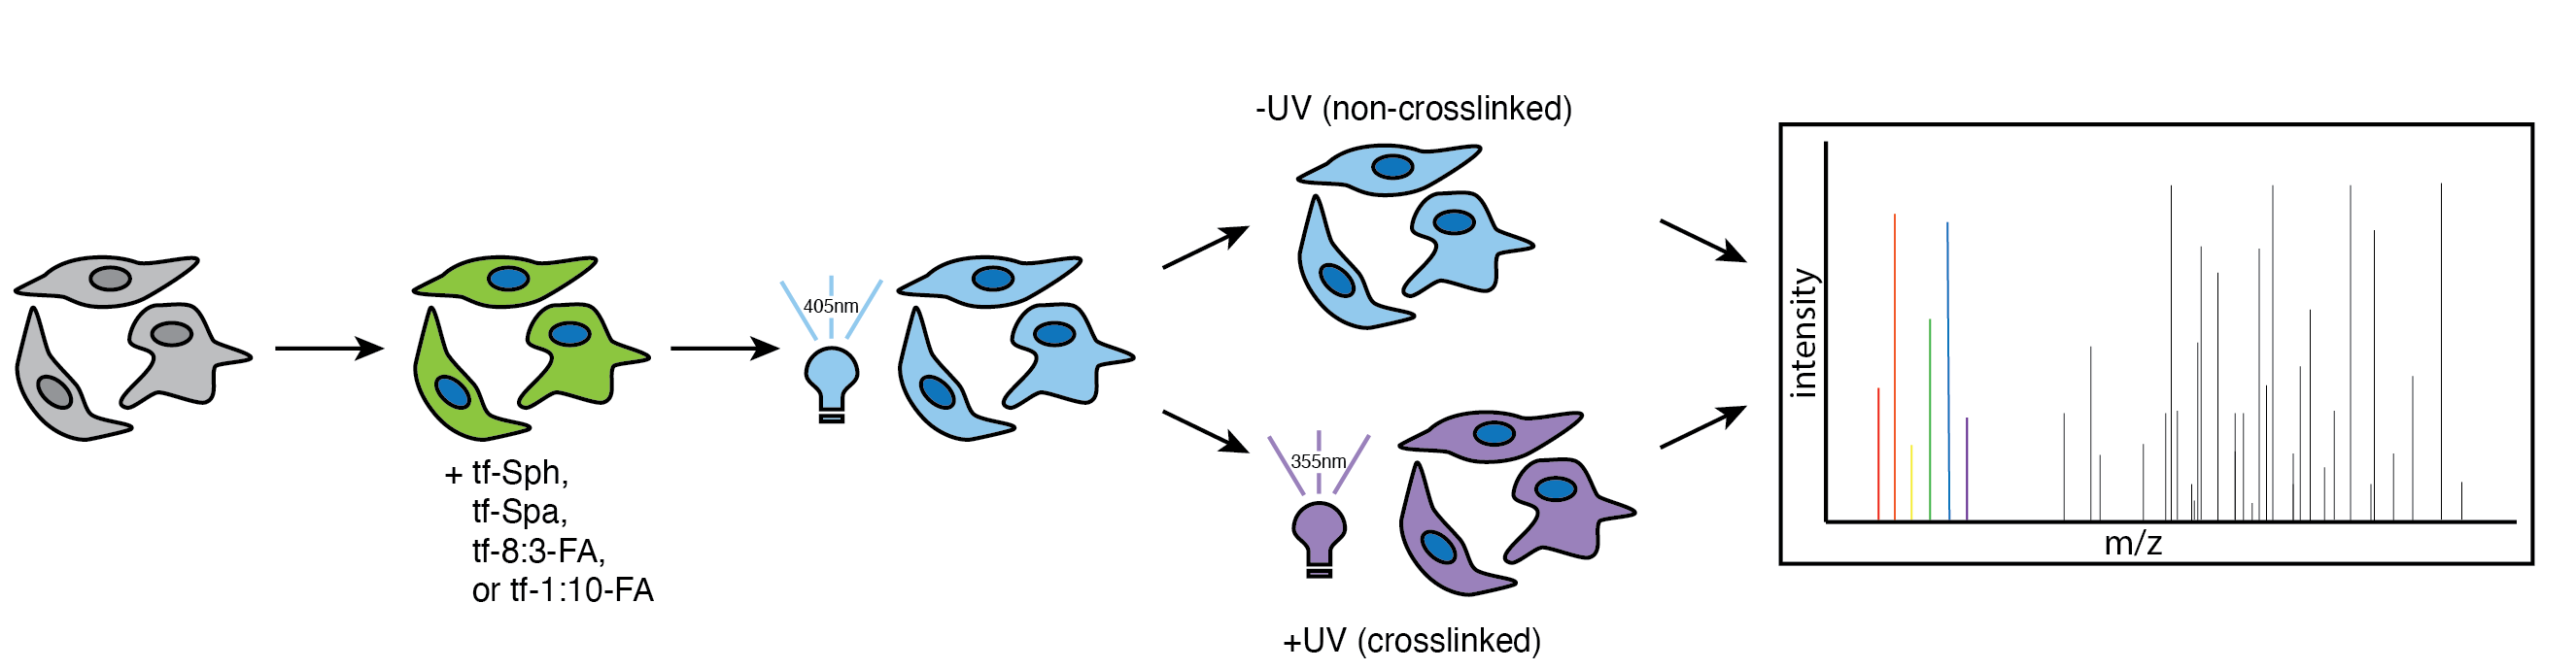 -UV (non-crosslinked)
405nm
+ tf-Sph,
tf-Spa,
tf-8:3-FA,
or tf-1:10-FA
355nm
+UV (crosslinked)
intensity
m/z